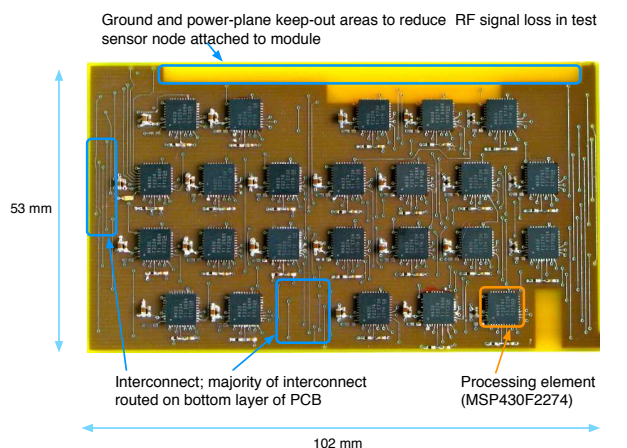 Ground and power-plane keep-out areas to reduce RF signal loss in test
sensor node attached to module
53 mm
Interconnect; majority of interconnect
routed on bottom layer of PCB
Processing element
(MSP430F2274)
102 mm